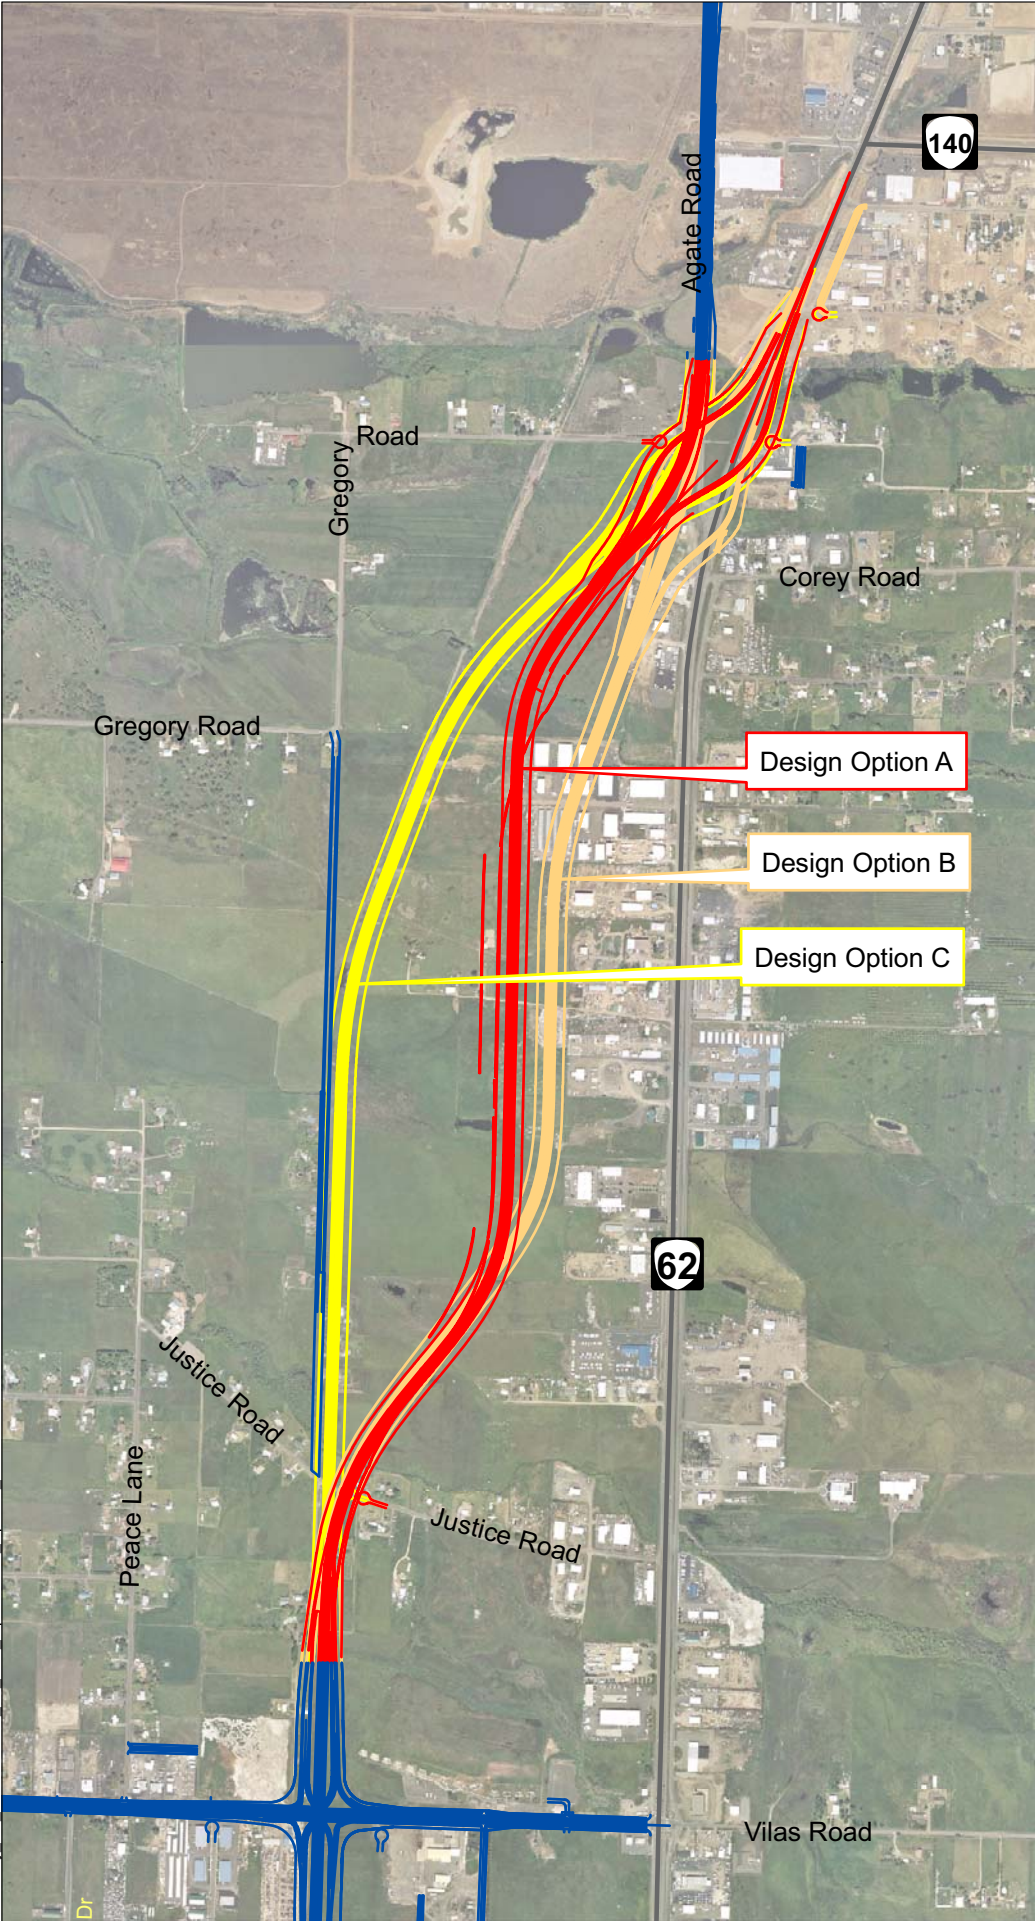 140
Agate Road
Road
Gregory
Corey Road
Gregory Road
Design Option A
Design Option B
Design Option C
62
Justice Road
Peace Lane
Justice Road
Vilas Road
Dr